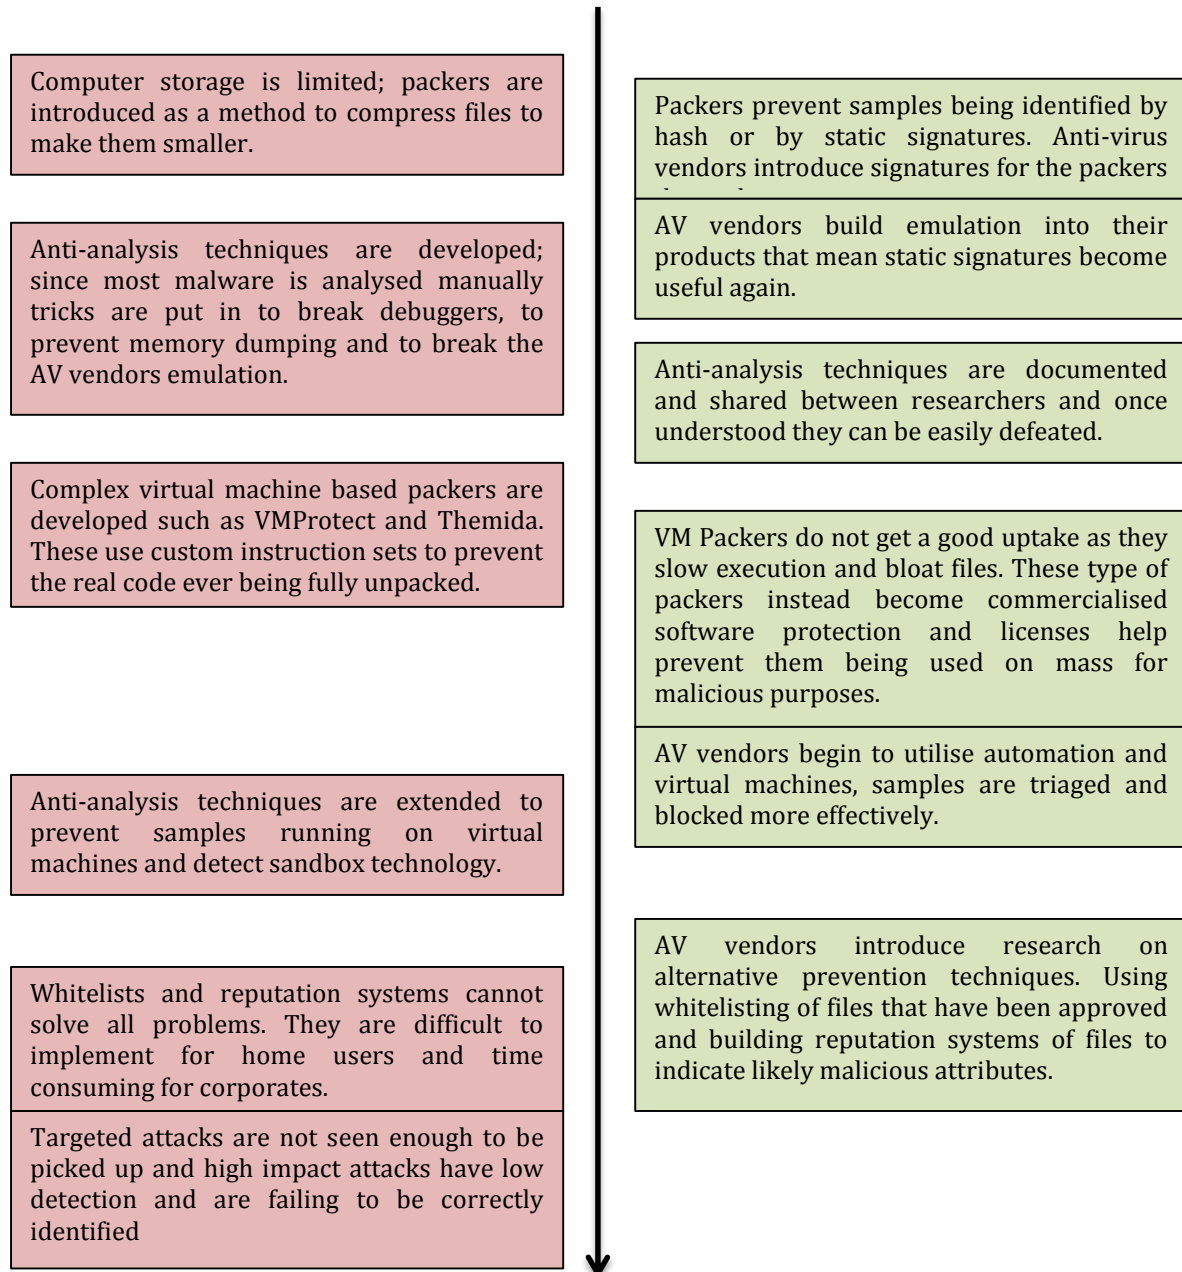 Computer storage is limited; packers are
introduced as a method to compress files to
make them smaller.
Packers prevent samples being identified by
hash or by static signatures. Anti-virus
vendors introduce signatures for the packers
AV vendors build emulation into their
products that mean static signatures become
useful again.
Anti-analysis techniques are developed;
since most malware is analysed manually
tricks are put in to break debuggers, to
prevent memory dumping and to break the
AV vendors emulation.
Anti-analysis techniques are documented
and shared between researchers and once
understood they can be easily defeated.
Complex virtual machine based packers are
developed such as VMProtect and Themida.
These use custom instruction sets to prevent
the real code ever being fully unpacked.
VM Packers do not get a good uptake as they
slow execution and bloat files. These type of
packers instead become commercialised
software protection and licenses help
prevent them being used on mass for
malicious purposes.
AV vendors begin to utilise automation and
virtual machines, samples are triaged and
blocked more effectively.
Anti-analysis techniques are extended to
prevent samples running on virtual
machines and detect sandbox technology.
AV vendors introduce research on
alternative prevention techniques. Using
whitelisting of files that have been approved
and building reputation systems of files to
indicate likely malicious attributes.
Whitelists and reputation systems cannot
solve all problems. They are difficult to
implement for home users and time
consuming for corporates.
Targeted attacks are not seen enough to be
picked up and high impact attacks have low
detection and are failing to be correctly
identified